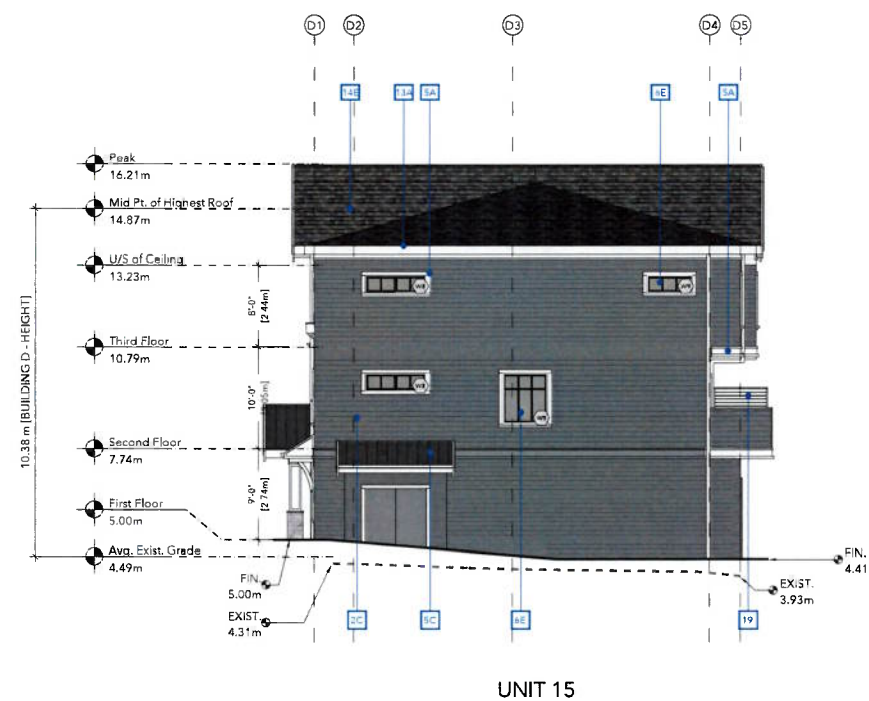 D1 D2 D3 D4 D5
14B 13A 5A 6E 5A
Peak
16.21m
Mid Pt. of Highest Roof
14.87m
U/S of Ceiling
13.23m
8'-0"
[2.44m]
Third Floor
10.79m
10'-0"
Second Floor
7.74m
9'-0"
[2.74m]
First Floor
5.00m
Avg. Exist. Grade
4.49m
10.38 m [BUILDING D - HEIGHT]
FIN.
5.00m
EXIST.
4.31m
FIN.
4.41
EXIST.
3.93m
2C 5C 6E 19
UNIT 15